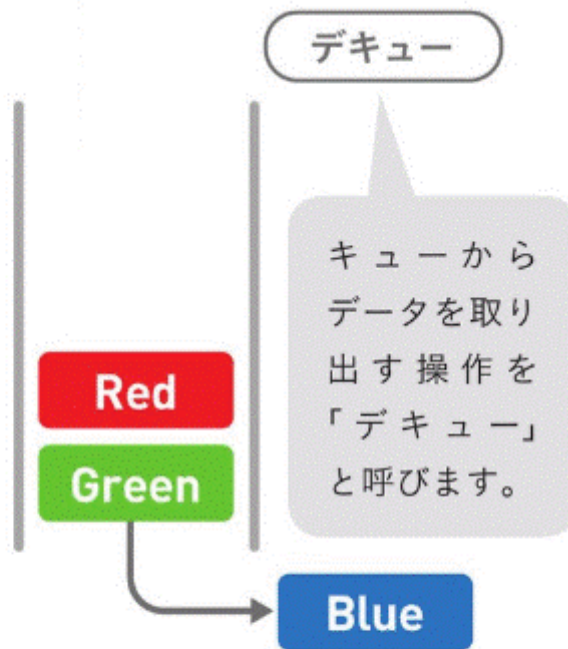 デキュー
キューから
データを取り
出す操作を
「デキュー」
と呼びます。
Red
Green
Blue